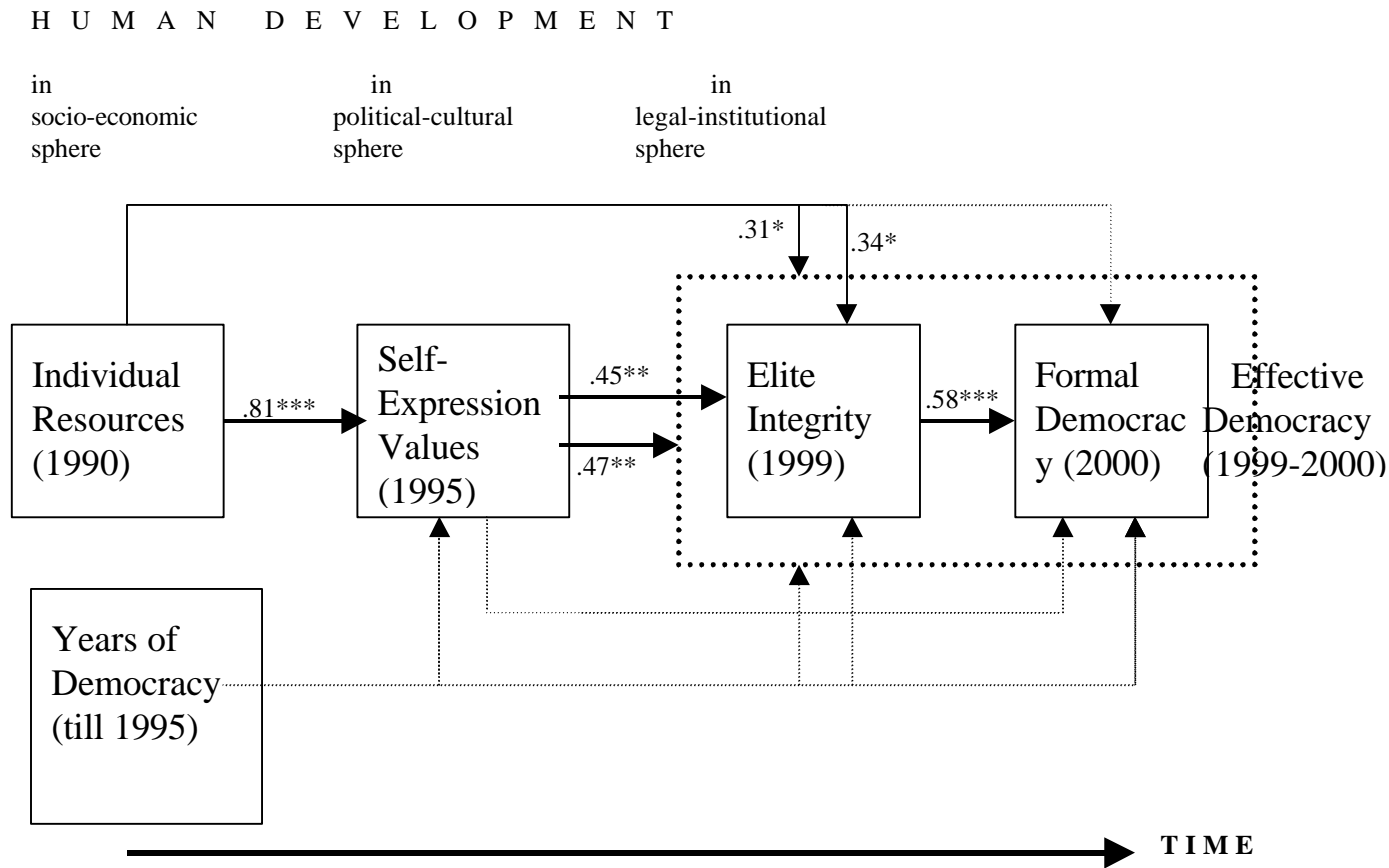 H U M A N D E V E L O P M E N T
in
socio-economic
sphere
in
political-cultural
sphere
in
legal-institutional
sphere
.31*
.34*
Individual
Resources
(1990)
.81***
Self-
Expression
Values
(1995)
.45**
.47**
Elite
Integrity
(1999)
.58***
Formal
Democrac
y (2000)
Effective
Democracy
(1999-2000)
Years of
Democracy
(till 1995)
T I M E